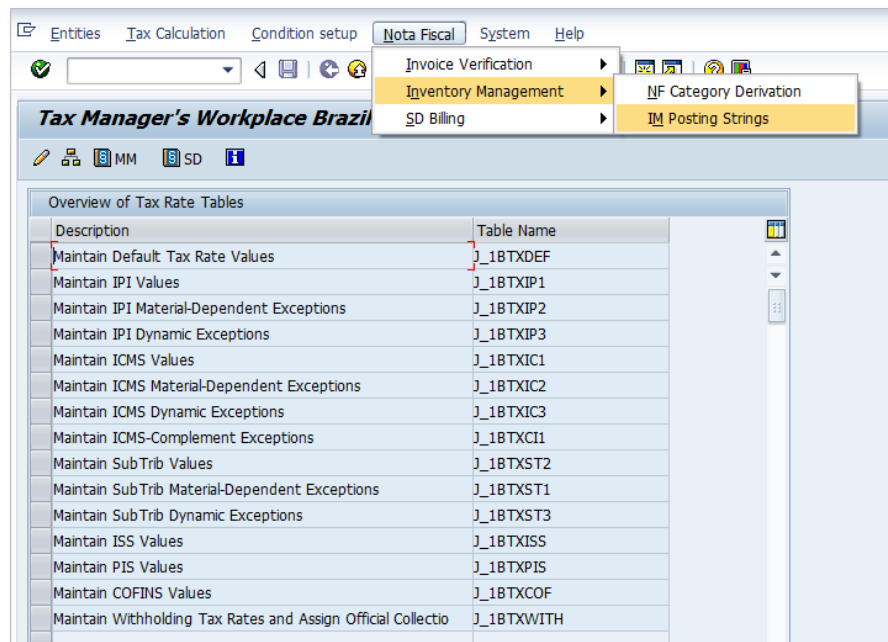 Entities Tax Calculation Condition setup Nota Fiscal System Help
Invoice Verification
Inventory Management NF Category Derivation
Tax Manager's Workplace Brazil SD Billing IM Posting Strings
MM SD
Overview of Tax Rate Tables
Description Table Name
Maintain Default Tax Rate Values J_1BTXDEF
Maintain IPI Values J_1BTXIP1
Maintain IPI Material-Dependent Exceptions J_1BTXIP2
Maintain IPI Dynamic Exceptions J_1BTXIP3
Maintain ICMS Values J_1BTXIC1
Maintain ICMS Material-Dependent Exceptions J_1BTXIC2
Maintain ICMS Dynamic Exceptions J_1BTXIC3
Maintain ICMS-Complement Exceptions J_1BTXCI1
Maintain SubTrib Values J_1BTXST2
Maintain SubTrib Material-Dependent Exceptions J_1BTXST1
Maintain SubTrib Dynamic Exceptions J_1BTXST3
Maintain ISS Values J_1BTXISS
Maintain PIS Values J_1BTXPIS
Maintain COFINS Values J_1BTXCOF
Maintain Withholding Tax Rates and Assign Official Collectio J_1BTXWITH